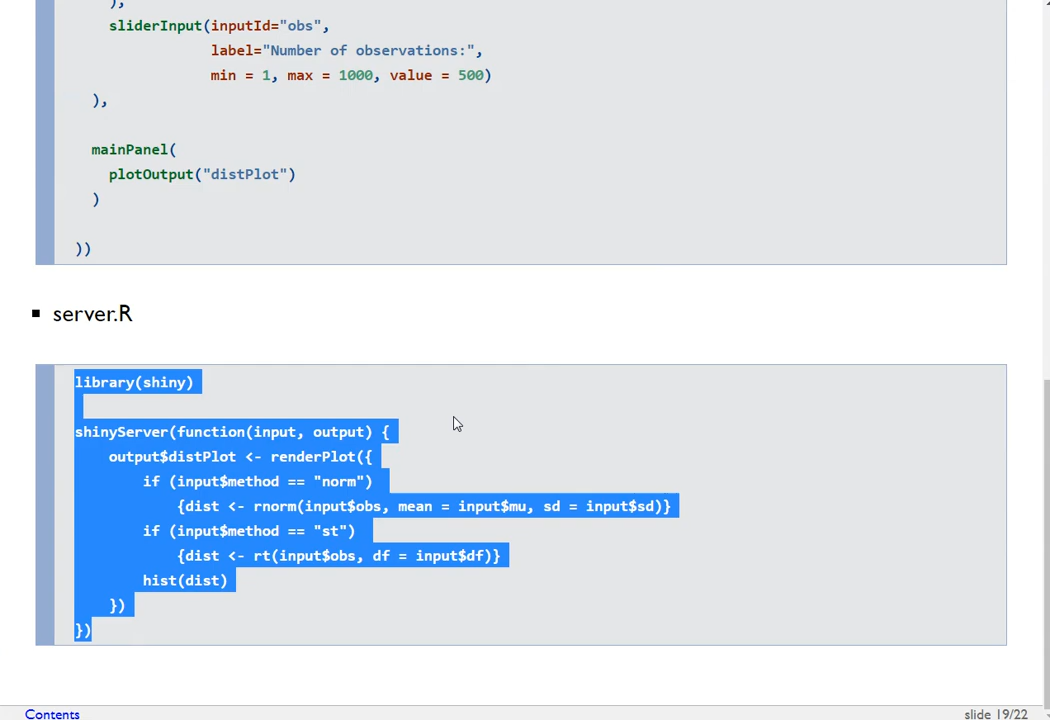 ),
sliderInput(inputId="obs",
label="Number of observations:",
min = 1, max = 1000, value = 500)
),
mainPanel(
plotOutput("distPlot")
)
))
server.R
library(shiny)
shinyServer(function(input, output) {
output$distPlot <- renderPlot({
if (input$method == "norm")
{dist <- rnorm(input$obs, mean = input$mu, sd = input$sd)}
if (input$method == "st")
{dist <- rt(input$obs, df = input$df)}
hist(dist)
})
})
Contents
slide 19/22